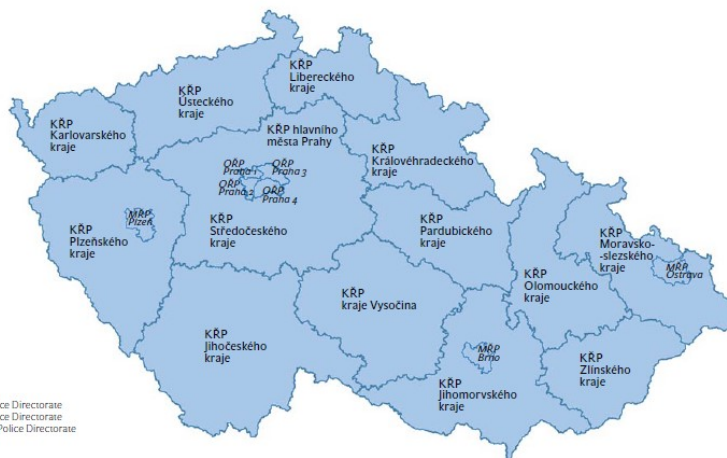 KŘP
Libereckého
kraje
KŘP
Ústeckého
kraje
KŘP
Karlovarského
kraje
KŘP hlavního
města Prahy
KŘP
Královéhradeckého
kraje
OŘP
Praha 1
OŘP
Praha 3
OŘP
Praha 2
OŘP
Praha 4
MŘP
Plzeň
KŘP
Plzeňského
kraje
KŘP
Středočeského
kraje
KŘP
Pardubického
kraje
KŘP
Moravsko-
-slezského
kraje
MŘP
Ostrava
KŘP
Olomouckého
kraje
KŘP
kraje Vysočina
KŘP
Jihočeského
kraje
MŘP
Brno
KŘP
Zlínského
kraje
KŘP
Jihomorvského
kraje
ce Directorate
ce Directorate
Police Directorate